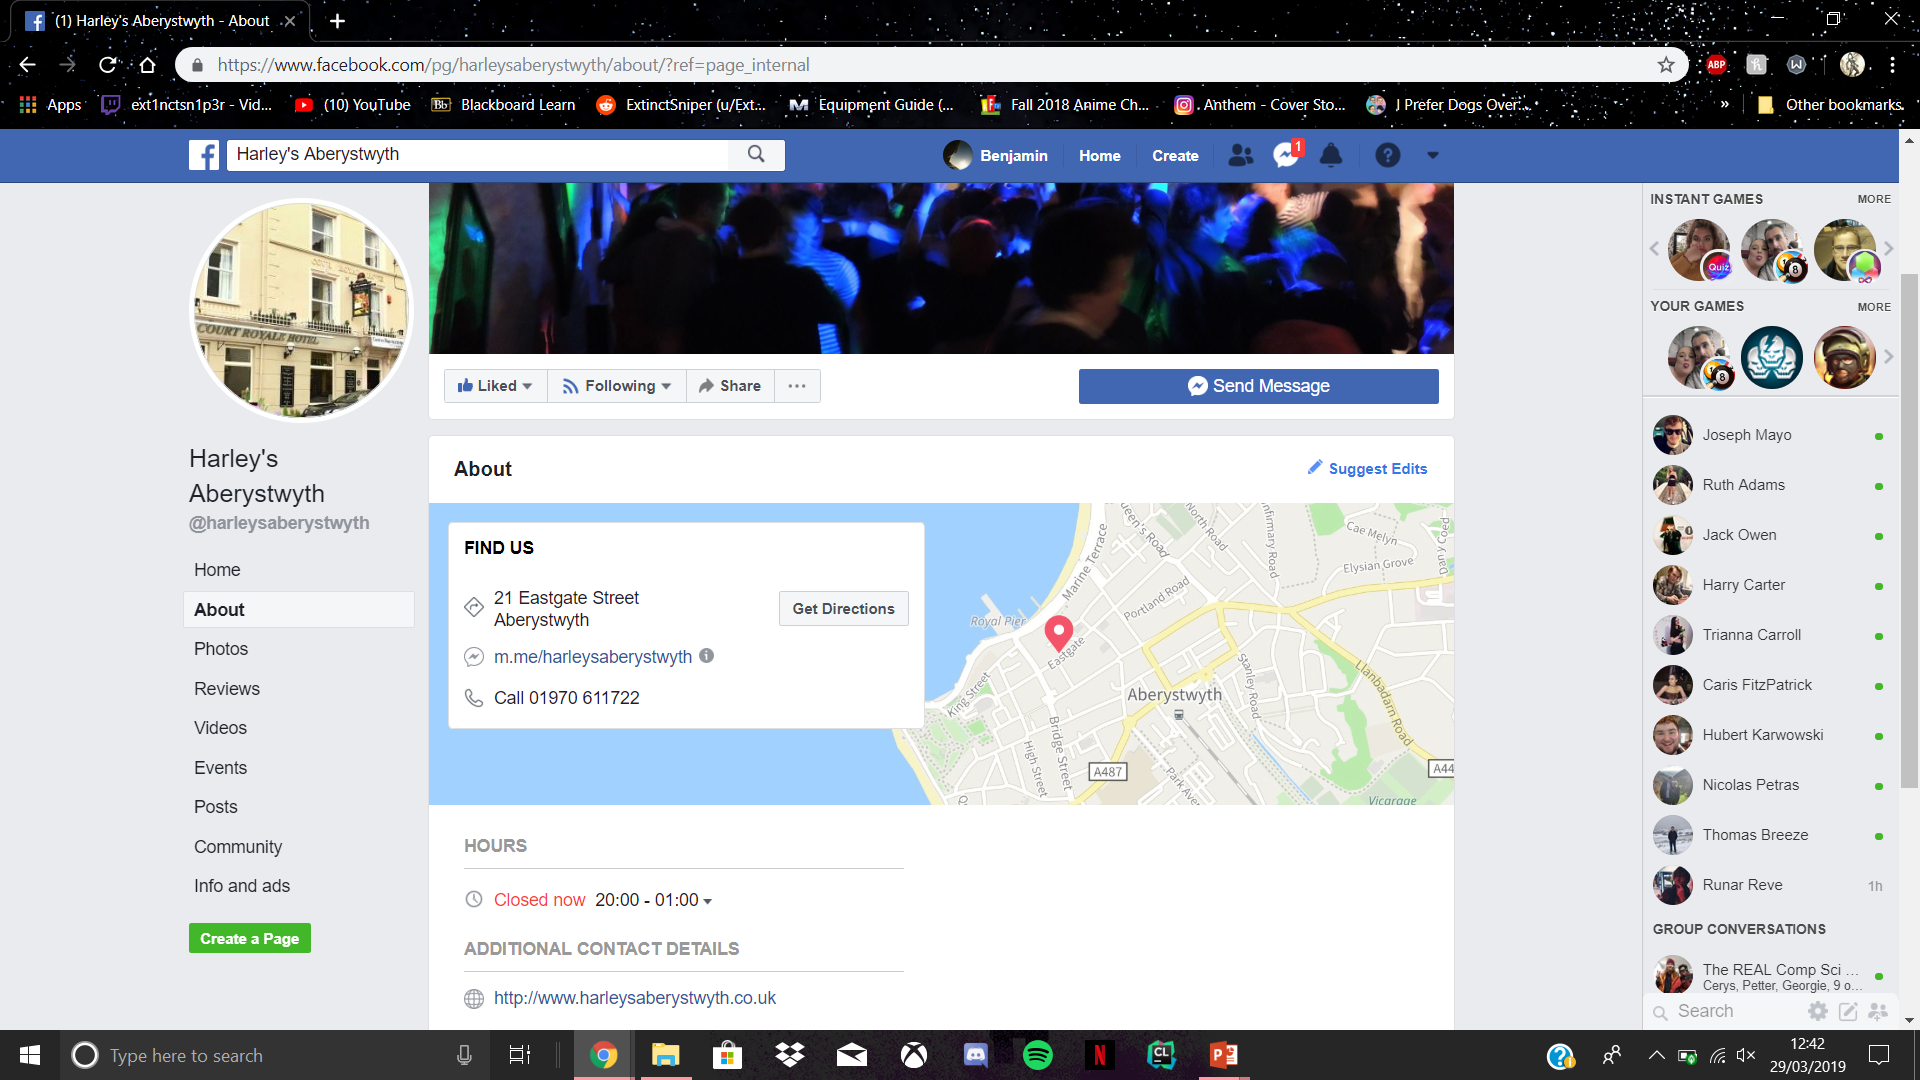 (1) Harley's Aberystwyth - About
https://www.facebook.com/pg/harleysaberystwyth/about/?ref=page_internal
ABP
Apps
ext1nctsn1p3r - Vid...
(10) YouTube
Bb
Blackboard Learn
ExtinctSniper (u/Ext...
Equipment Guide (...
Fall 2018 Anime Ch...
Anthem - Cover Sto...
J Prefer Dogs Over...
»
Other bookmarks
Harley's Aberystwyth
Benjamin
Home
Create
1
COURT ROYALE HOTEL
Harley's
Aberystwyth
@harleysaberystwyth
Home
About
Photos
Reviews
Videos
Events
Posts
Community
Info and ads
Create a Page
Liked
Following
Share
Send Message
About
Suggest Edits
FIND US
21 Eastgate Street
Aberystwyth
Get Directions
m.me/harleysaberystwyth
Call 01970 611722
Queen's Road
North Road
Infirmary Road
Cae Melyn
Elysian Grove
Marine Terrace
Portland Road
Royal Pier
Eastgate
King Street
Aberystwyth
Stanley Road
Llanbadarn Road
Bridge Street
High Street
A487
Park Ave
A44
Vicarage
HOURS
Closed now 20:00 - 01:00
ADDITIONAL CONTACT DETAILS
http://www.harleysaberystwyth.co.uk
INSTANT GAMES
MORE
Quiz
8
YOUR GAMES
MORE
8
Joseph Mayo
Ruth Adams
Jack Owen
Harry Carter
Trianna Carroll
Caris FitzPatrick
Hubert Karwowski
Nicolas Petras
Thomas Breeze
Runar Reve
1h
GROUP CONVERSATIONS
The REAL Comp Sci ...
Cerys, Petter, Georgie, 9 o...
Search
Type here to search
12:42
29/03/2019